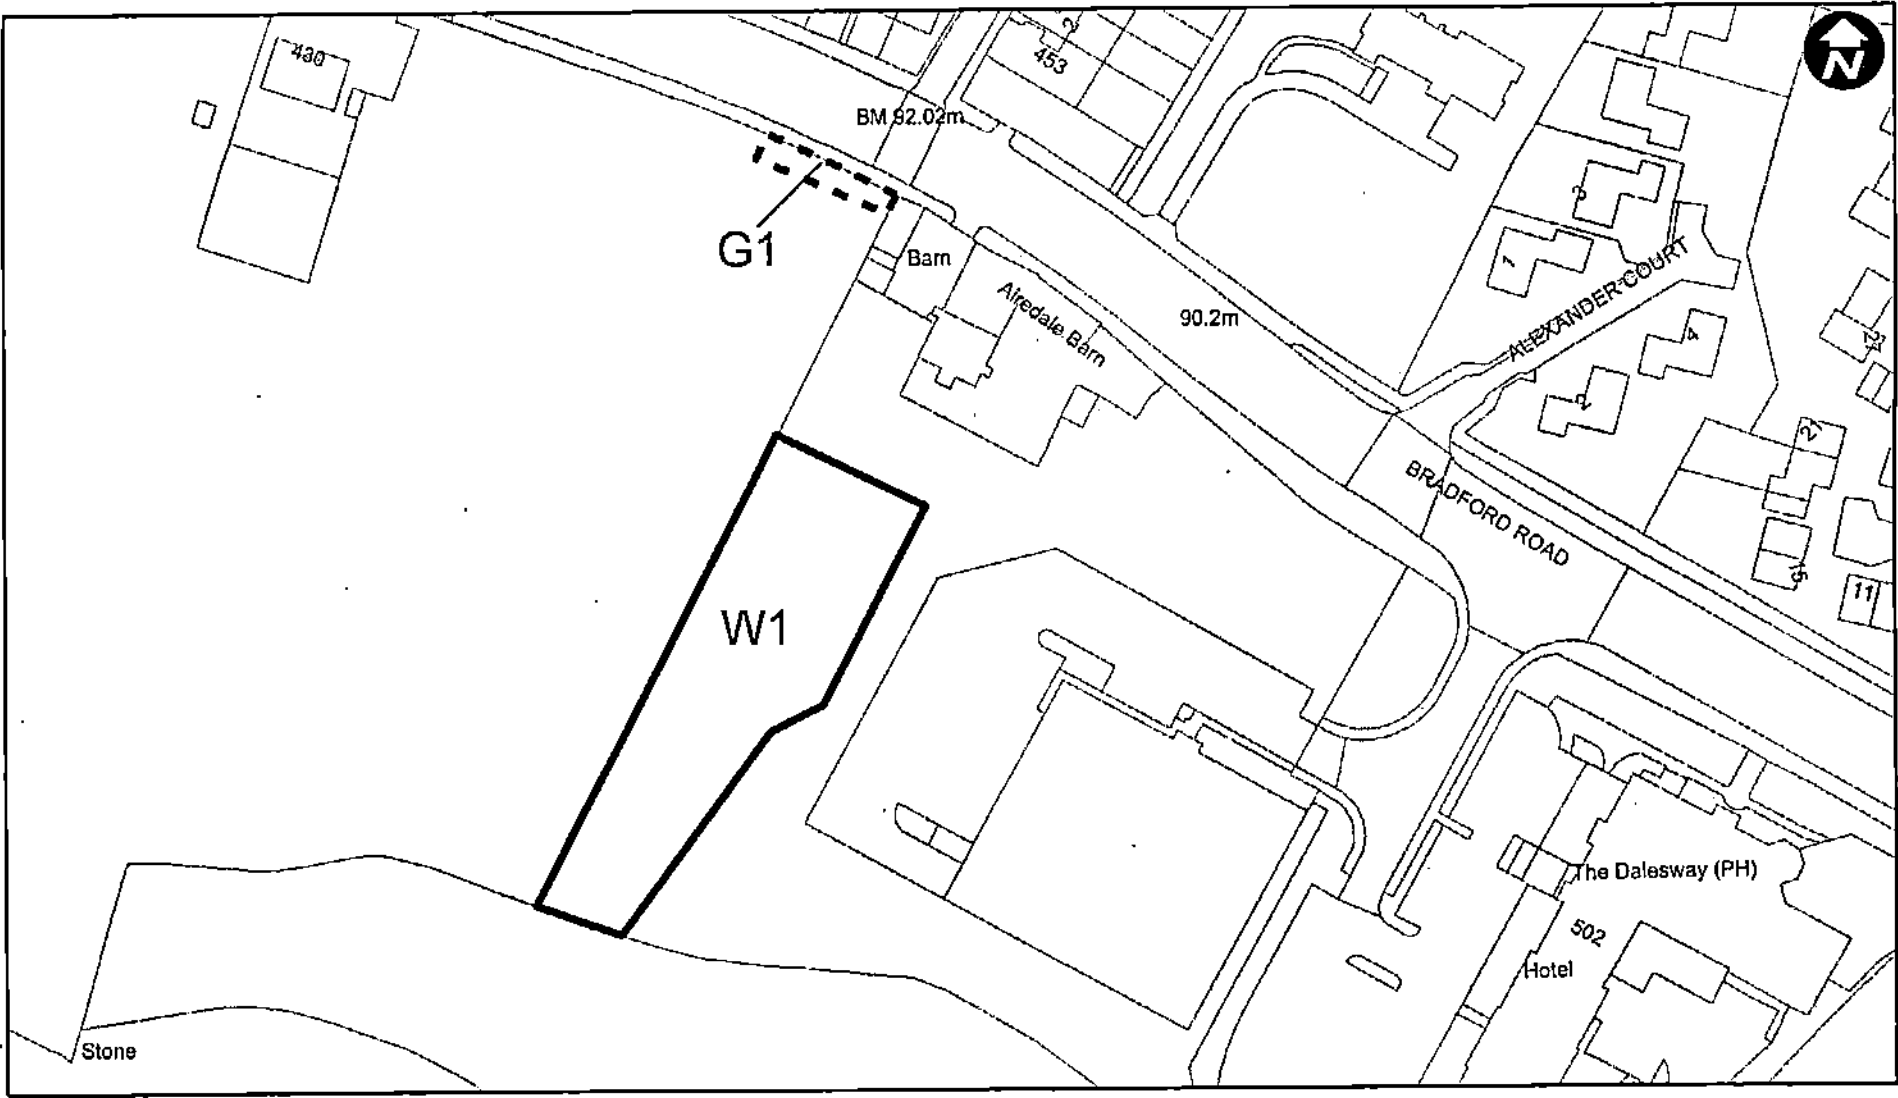 N
430
2
453
BM 92.02m
3
G1
Barn
1
ALEXANDER COURT
Airedale Barn
90.2m
4
2
21
BRADFORD ROAD
15
11
W1
The Dalesway (PH)
502
Hotel
Stone